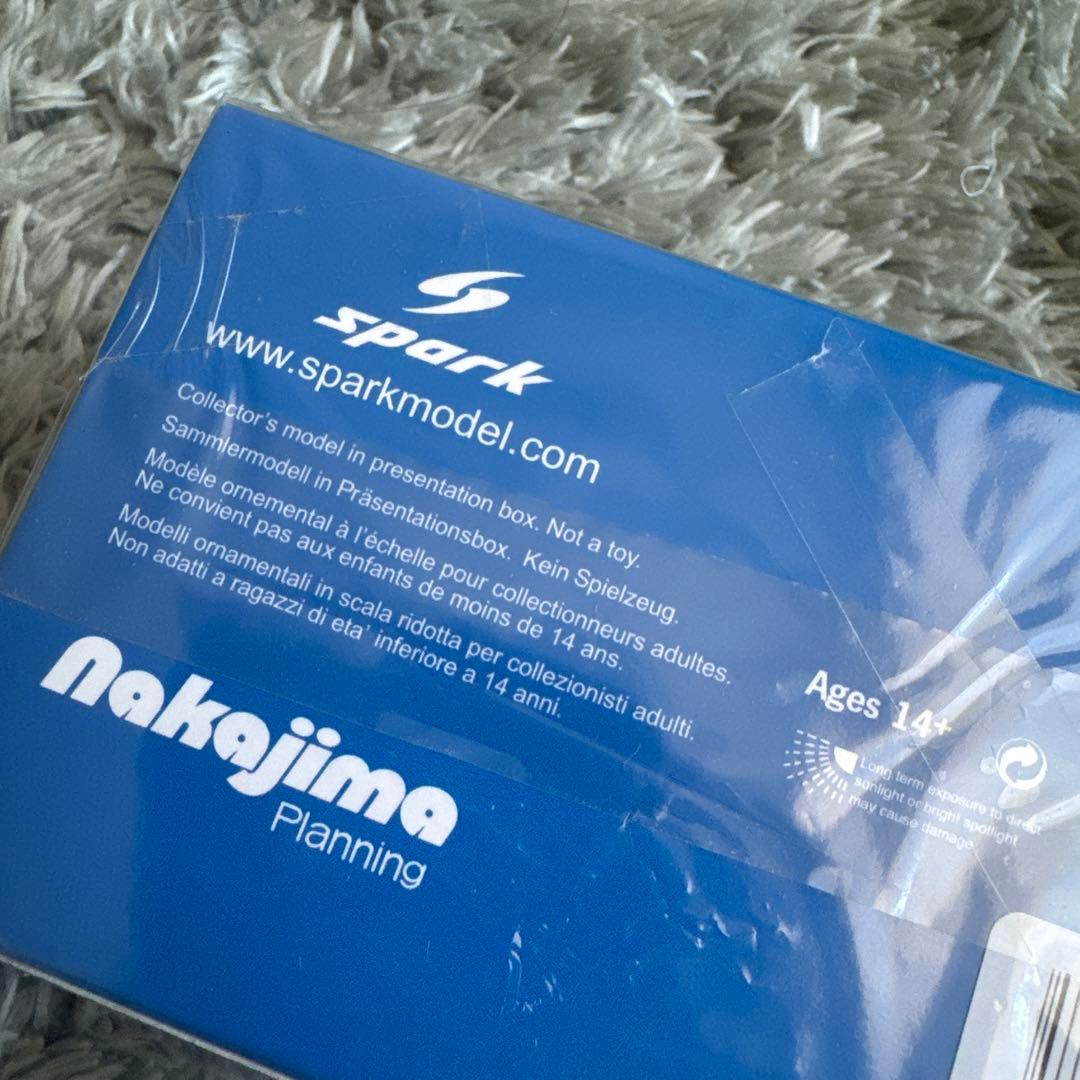 spark
www.sparkmodel.com
Collector's model in presentation box. Not a toy.
Sammlermodell in Präsentationsbox. Kein Spielzeug.
Modèle ornemental à l'échelle pour collectionneurs adultes.
Ne convient pas aux enfants de moins de 14 ans.
Modelli ornamentali in scala ridotta per collezionisti adulti.
Non adatti a ragazzi di eta' inferiore a 14 anni.
nakajima
Planning
Ages 14+
Long term exposure to direct
sunlight or bright spotlight
may cause damage